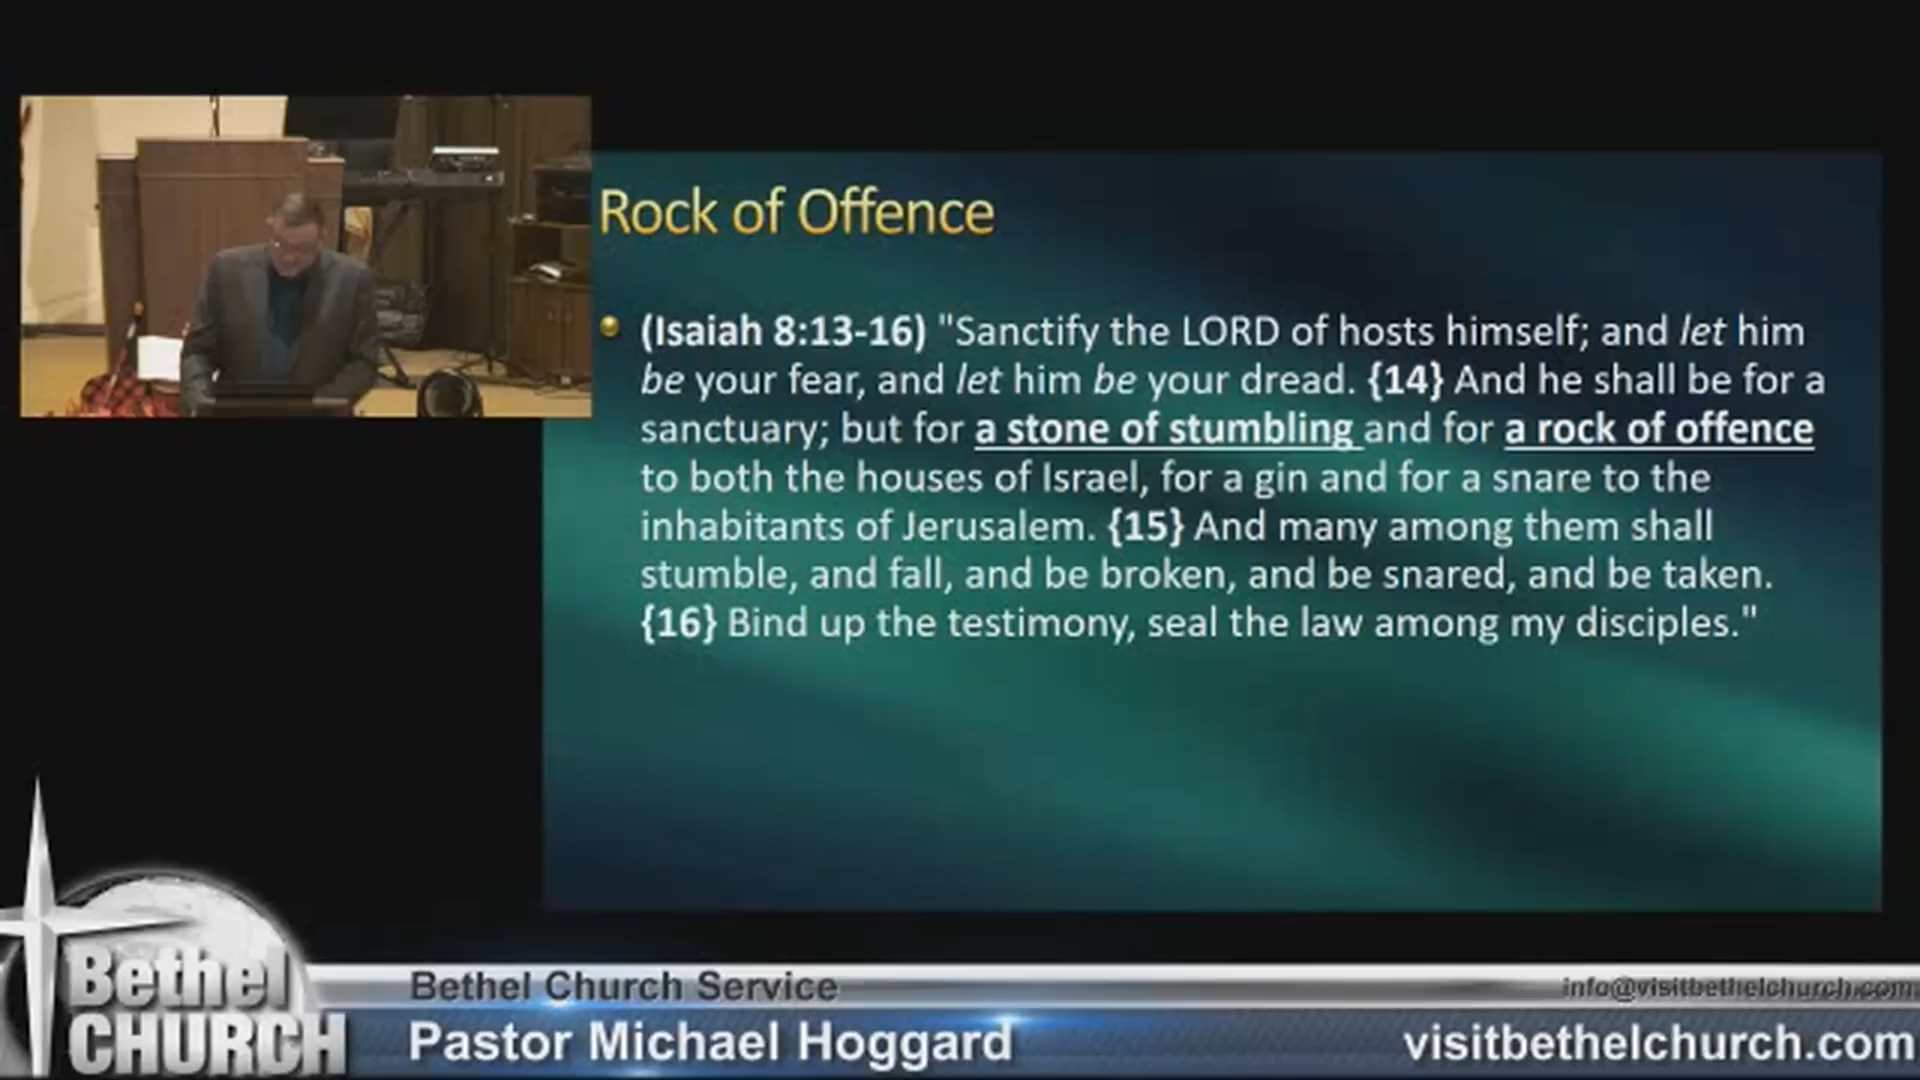 Rock of Offence
(Isaiah 8:13-16) "Sanctify the LORD of hosts himself; and let him
be your fear, and let him be your dread. {14} And he shall be for a
sanctuary; but for a stone of stumbling and for a rock of offence
to both the houses of Israel, for a gin and for a snare to the
inhabitants of Jerusalem. {15} And many among them shall
stumble, and fall, and be broken, and be snared, and be taken.
{16} Bind up the testimony, seal the law among my disciples."
Bethel
CHURCH
Bethel Church Service
info@visitbethelchurch.com
Pastor Michael Hoggard
visitbethelchurch.com